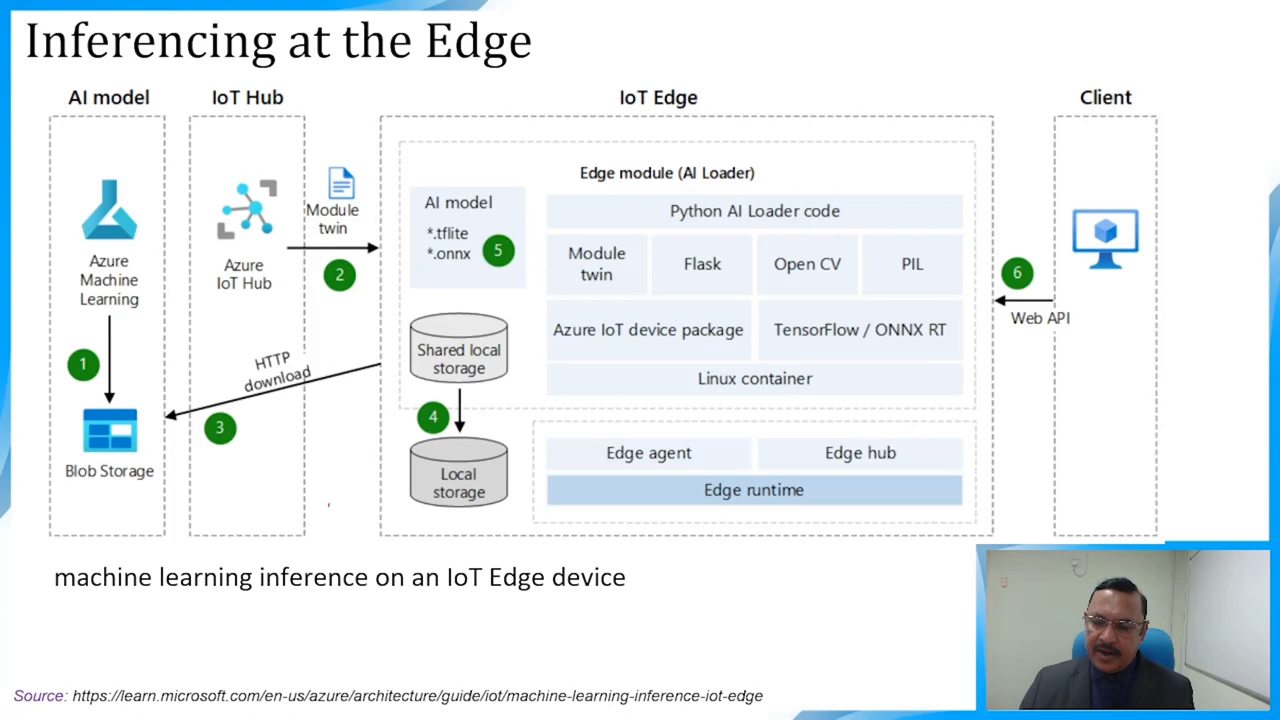 Inferencing at the Edge
AI model
IoT Hub
IoT Edge
Client
Edge module (AI Loader)
Module
twin
AI model
*.tflite
*.onnx
5
Python AI Loader code
Module
twin
Flask
Open CV
PIL
Azure
Machine
Learning
Azure
IoT Hub
2
6
Web API
Azure IoT device package
TensorFlow / ONNX RT
Shared local
storage
Linux container
1
HTTP
download
3
4
Blob Storage
Local
storage
Edge agent
Edge hub
Edge runtime
machine learning inference on an IoT Edge device
Source: https://learn.microsoft.com/en-us/azure/architecture/guide/iot/machine-learning-inference-iot-edge